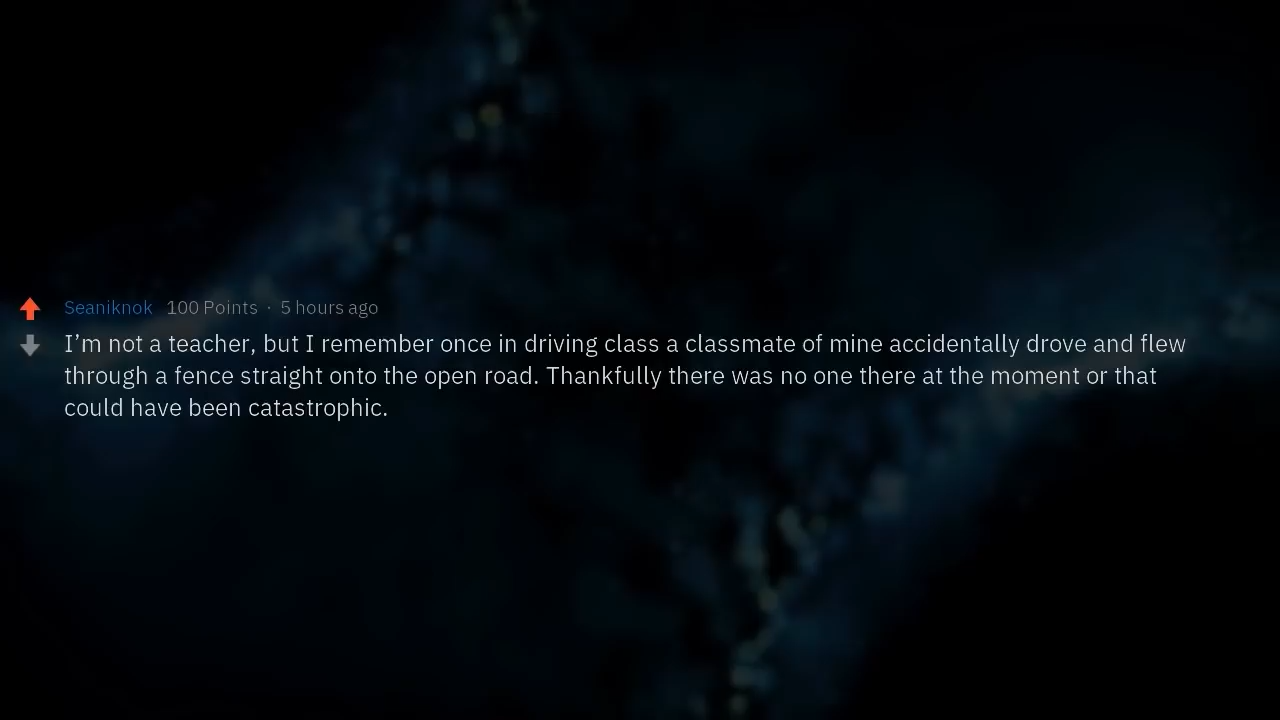 Seaniknok 100 Points · 5 hours ago
I’m not a teacher, but I remember once in driving class a classmate of mine accidentally drove and flew
through a fence straight onto the open road. Thankfully there was no one there at the moment or that
could have been catastrophic.